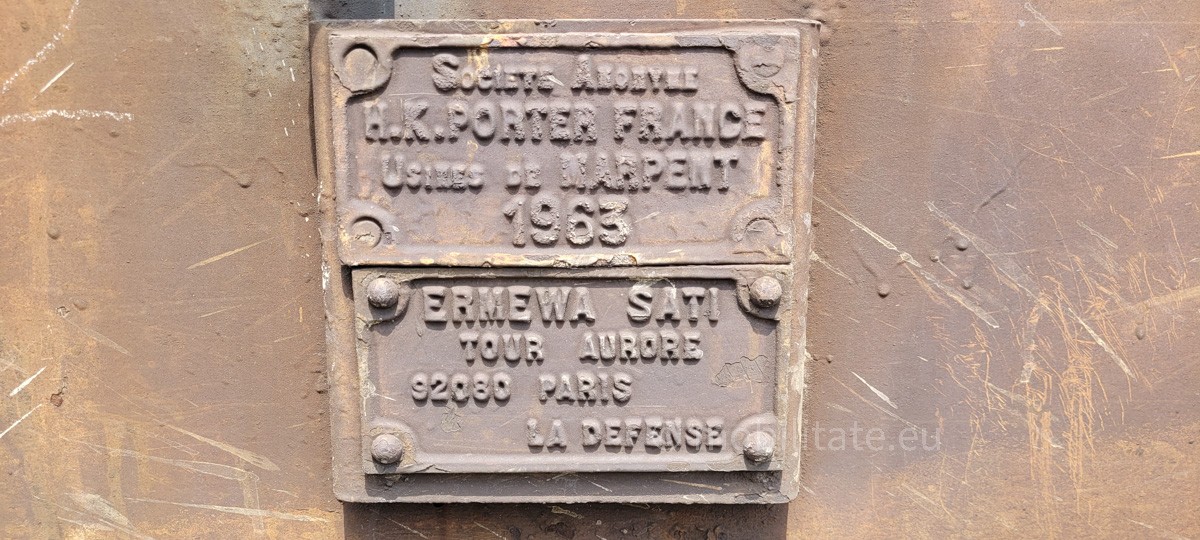 SOCIETE ANONYME
H.K.PORTER FRANCE
USINES DE MARPENT
1963
ERMEWA SATI
TOUR AURORE
92080 PARIS
LA DEFENSE